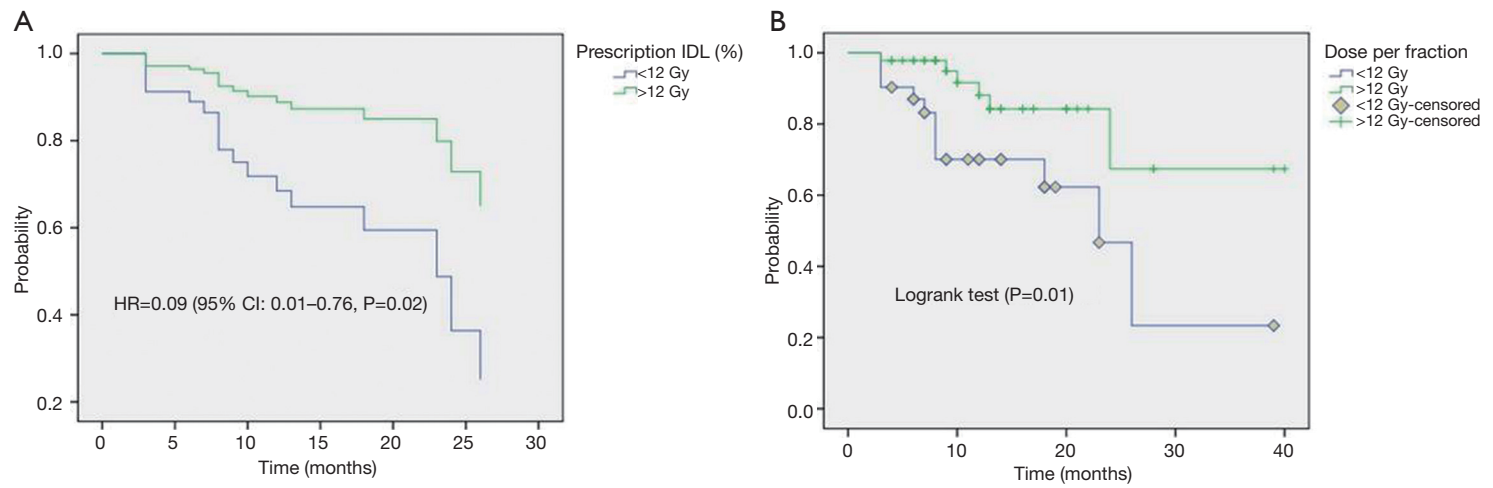 A
Prescription IDL (%)
<12 Gy
>12 Gy
1.0
0.8
0.6
0.4
0.2
Probability
HR=0.09 (95% CI: 0.01–0.76, P=0.02)
0 5 10 15 20 25 30
Time (months)
B
Dose per fraction
<12 Gy
>12 Gy
<12 Gy-censored
>12 Gy-censored
1.0
0.8
0.6
0.4
0.2
0.0
Probability
Logrank test (P=0.01)
0 10 20 30 40
Time (months)